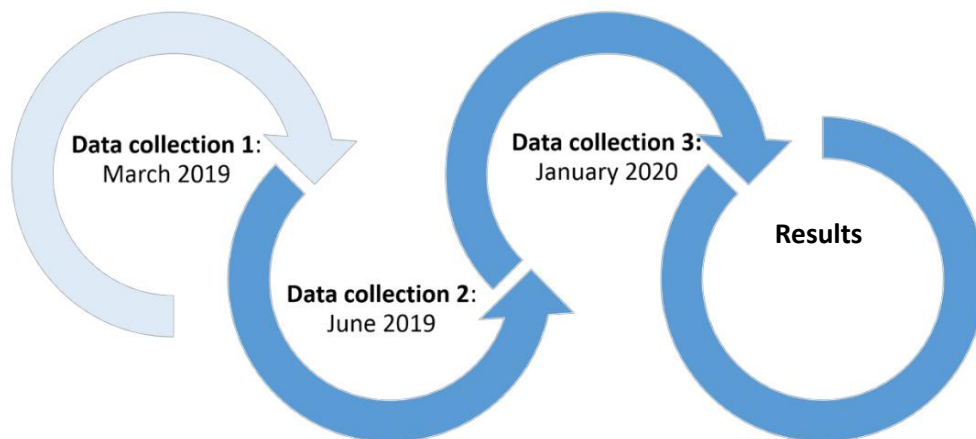 Data collection 1:
March 2019
Data collection 2:
June 2019
Data collection 3:
January 2020
Results